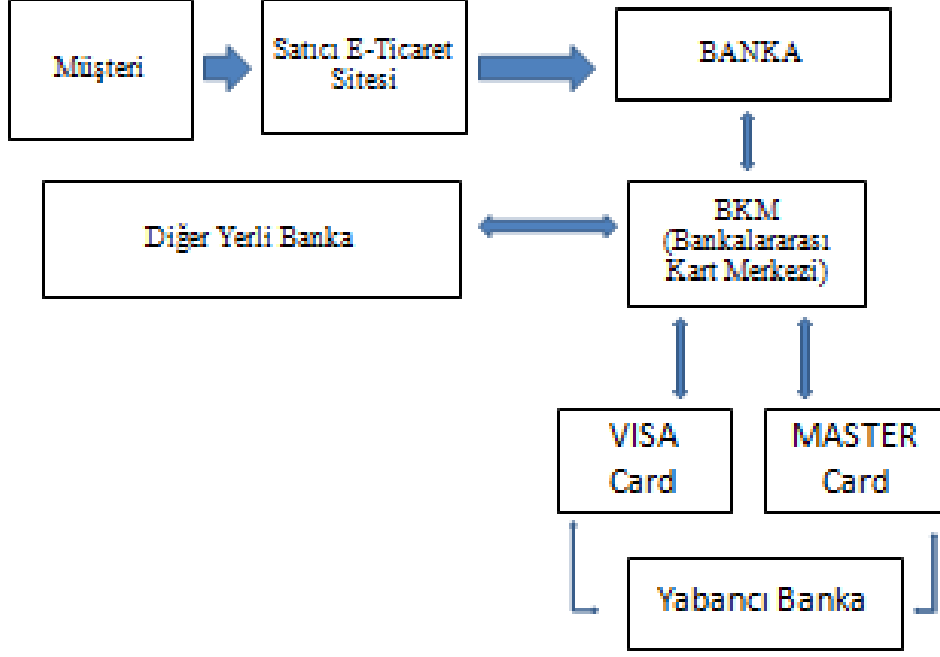 Müşteri
Satıcı E-Ticaret
Sitesi
BANKA
Diğer Yerli Banka
BKM
(Bankalararası
Kart Merkezi)
VISA
Card
MASTER
Card
Yabancı Banka